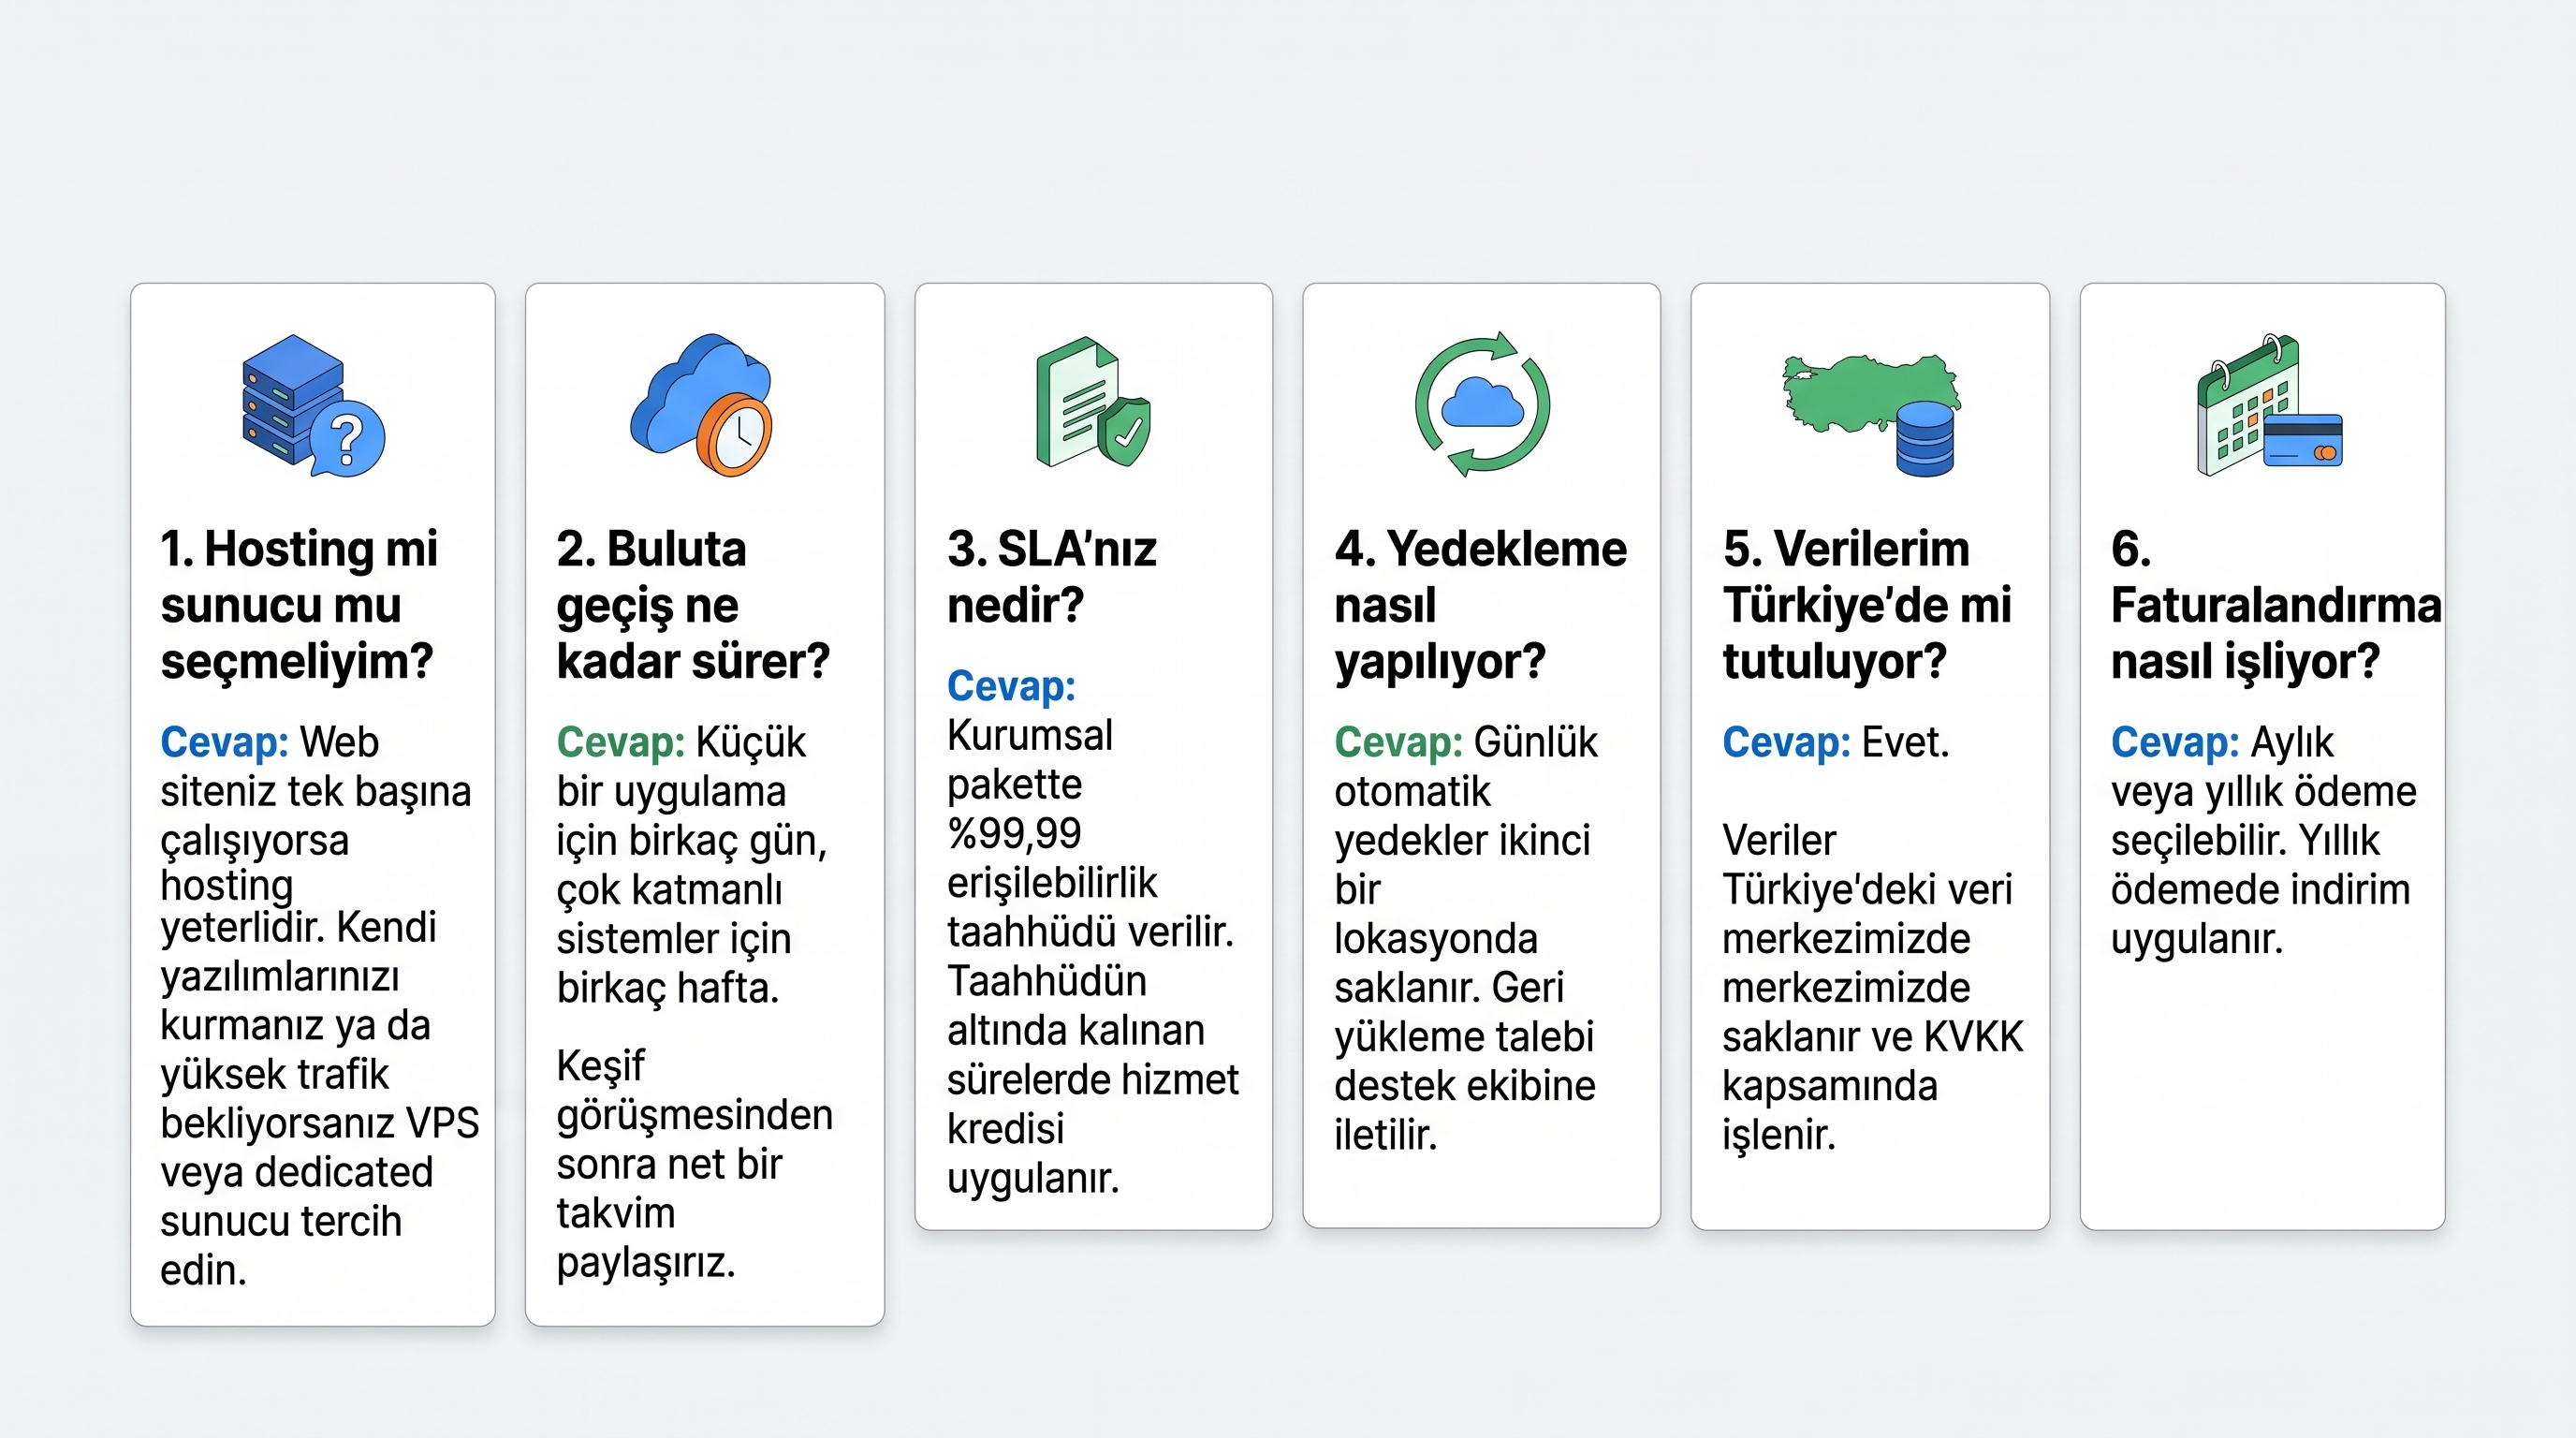 1. Hosting mi
sunucu mu
seçmeliyim?
Cevap: Web
siteniz tek başına
çalışıyorsa
hosting
yeterlidir. Kendi
yazılımlarınızı
kurmanız ya da
yüksek trafik
bekliyorsanız VPS
veya dedicated
sunucu tercih
edin.
2. Buluta
geçiş ne
kadar sürer?
Cevap: Küçük
bir uygulama
için birkaç gün,
çok katmanlı
sistemler için
birkaç hafta.
Keşif
görüşmesinden
sonra net bir
takvim
paylaşırız.
3. SLA'nız
nedir?
Cevap:
Kurumsal
pakette
%99,99
erişilebilirlik
taahhüdü verilir.
Taahhüdün
altında kalınan
sürelerde hizmet
kredisi
uygulanır.
4. Yedekleme
nasıl
yapılıyor?
Cevap: Günlük
otomatik
yedekler ikinci
bir
lokasyonda
saklanır. Geri
yükleme talebi
destek ekibine
iletilir.
5. Verilerim
Türkiye'de mi
tutuluyor?
Cevap: Evet.
Veriler
Türkiye'deki veri
merkezimizde
merkezimizde
saklanır ve KVKK
kapsamında
işlenir.
6.
Faturalandırma
nasıl işliyor?
Cevap: Aylık
veya yıllık ödeme
seçilebilir. Yıllık
ödemede indirim
uygulanır.